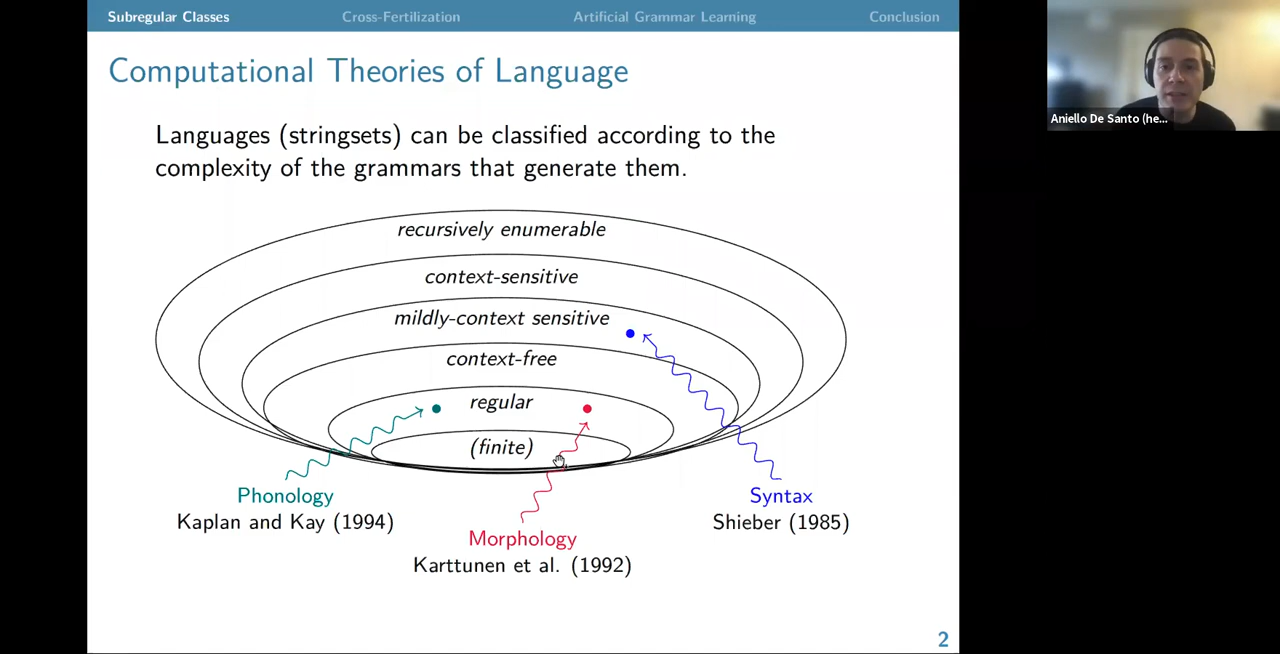 Subregular Classes Cross-Fertilization Artificial Grammar Learning Conclusion
Computational Theories of Language
Languages (stringsets) can be classified according to the
complexity of the grammars that generate them.
recursively enumerable
context-sensitive
mildly-context sensitive
context-free
regular
(finite)
Phonology
Kaplan and Kay (1994)
Morphology
Karttunen et al. (1992)
Syntax
Shieber (1985)
2
Aniello De Santo (he...